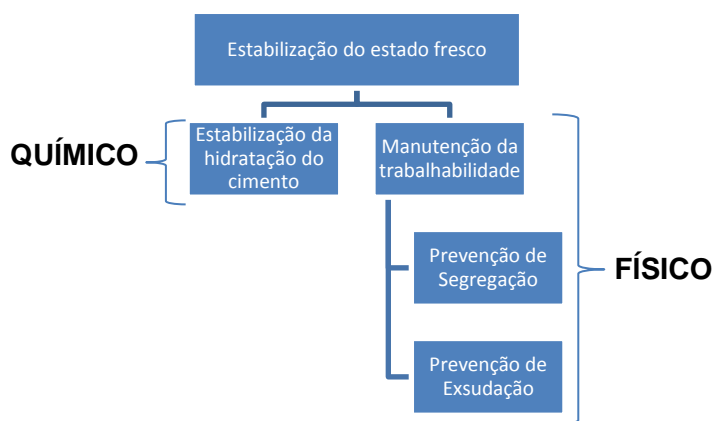 Estabilização do estado fresco
QUÍMICO
Estabilização da
hidratação do
cimento
Manutenção da
trabalhabilidade
Prevenção de
Segregação
FÍSICO
Prevenção de
Exsudação